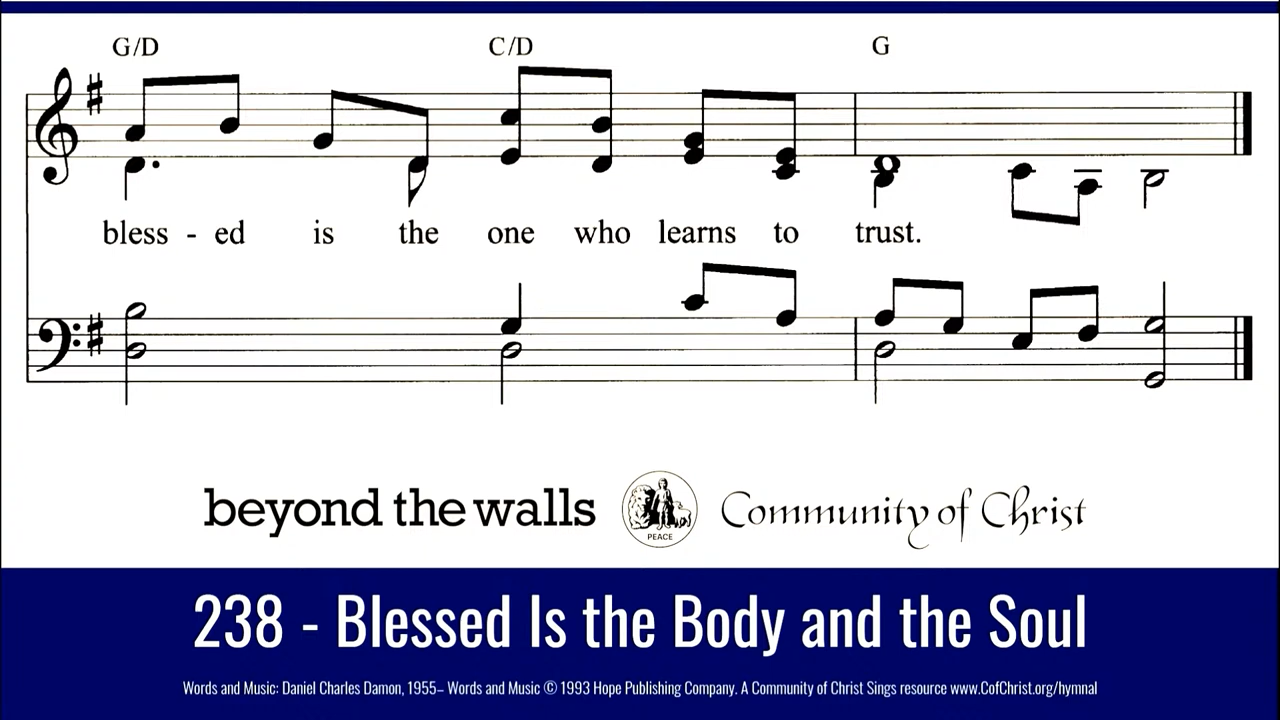 G/D C/D G
bless - ed is the one who learns to trust.
beyond the walls PEACE Community of Christ
238 - Blessed Is the Body and the Soul
Words and Music: Daniel Charles Damon, 1955– Words and Music © 1993 Hope Publishing Company. A Community of Christ Sings resource www.CofChrist.org/hymnal